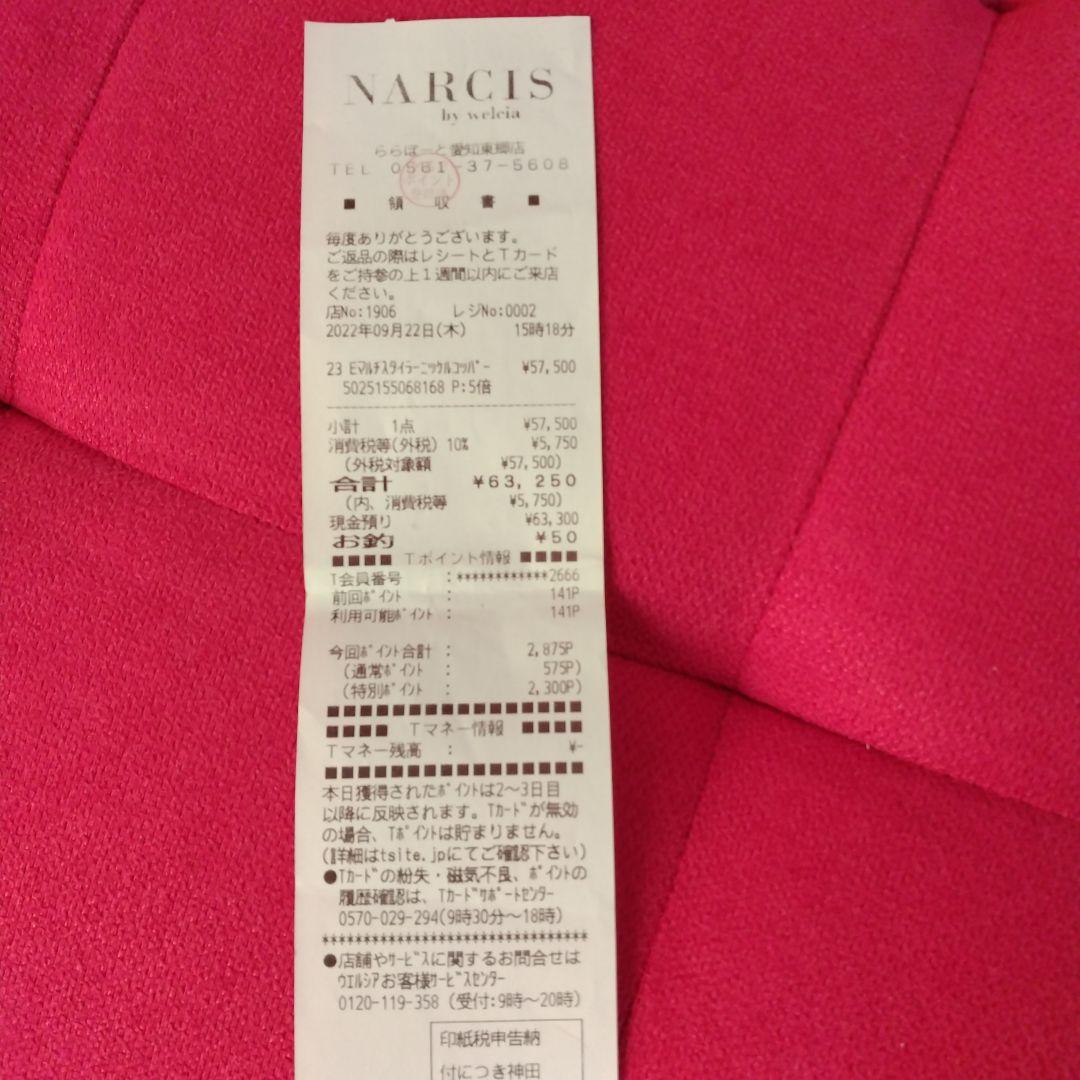 NARCIS
by welcia
ららぽーと愛知東郷店
TEL 0561-37-5608
ポイント
■ 領 収 書 ■
毎度ありがとうございます。
ご返品の際はレシートとTカード
をご持参の上1週間以内にご来店
ください。
店No:1906 レジNo:0002
2022年09月22日(木) 15時18分
23 Eマルチスタイラーニッケルコッパー ¥57,500
5025155068168 P:5倍
小計 1点 ¥57,500
消費税等(外税) 10% ¥5,750
(外税対象額 ¥57,500)
合計 ¥63,250
(内、消費税等 ¥5,750)
現金預り ¥63,300
お釣 ¥50
■■■■ Tポイント情報 ■■■■
T会員番号 :************2666
前回ポイント : 141P
利用可能ポイント : 141P
今回ポイント合計 : 2,875P
(通常ポイント : 575P)
(特別ポイント : 2,300P)
■■■■■■■■■■■■■■■■
■■■■ Tマネー情報 ■■■■
Tマネー残高 : ¥-
■■■■■■■■■■■■■■■■
本日獲得されたポイントは2〜3日目
以降に反映されます。Tカードが無効
の場合、Tポイントは貯まりません。
(詳細はtsite.jpにてご確認下さい)
●Tカードの紛失・磁気不良、ポイントの
履歴確認は、Tカードサポートセンター
0570-029-294(9時30分〜18時)
********************************
●店舗やサービスに関するお問合せは
ウエルシアお客様サービスセンター
0120-119-358 (受付:9時〜20時)
印紙税申告納
付につき神田